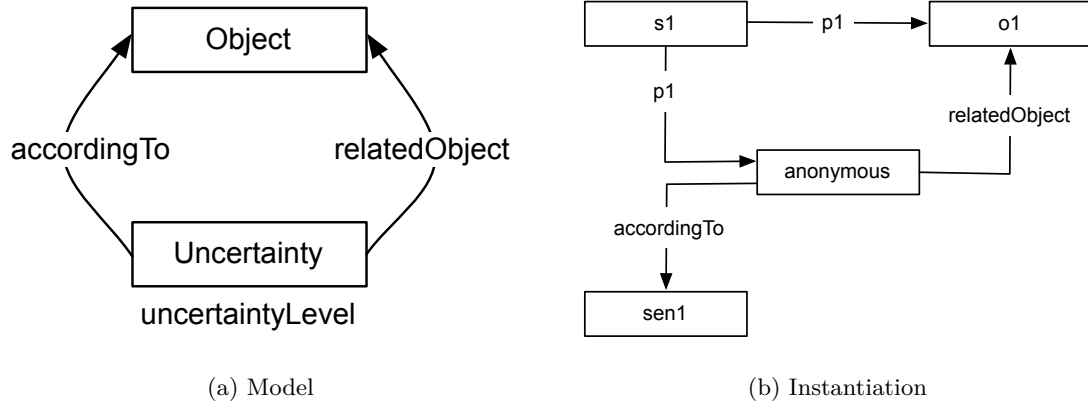 Object
accordingTo
relatedObject
Uncertainty
uncertaintyLevel
(a) Model
s1
p1
o1
p1
relatedObject
anonymous
accordingTo
sen1
(b) Instantiation